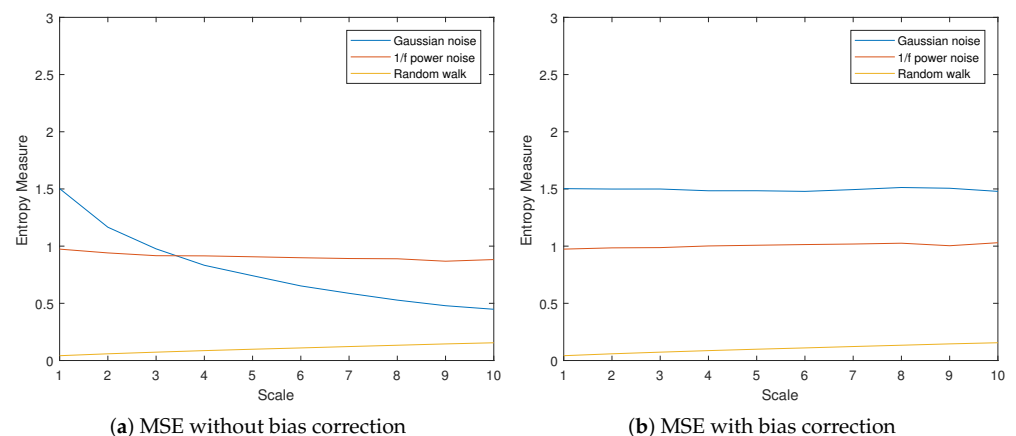 3
2.5
2
1.5
1
0.5
0
Entropy Measure
1 2 3 4 5 6 7 8 9 10
Scale
Gaussian noise
1/f power noise
Random walk
(a) MSE without bias correction
3
2.5
2
1.5
1
0.5
0
Entropy Measure
1 2 3 4 5 6 7 8 9 10
Scale
Gaussian noise
1/f power noise
Random walk
(b) MSE with bias correction